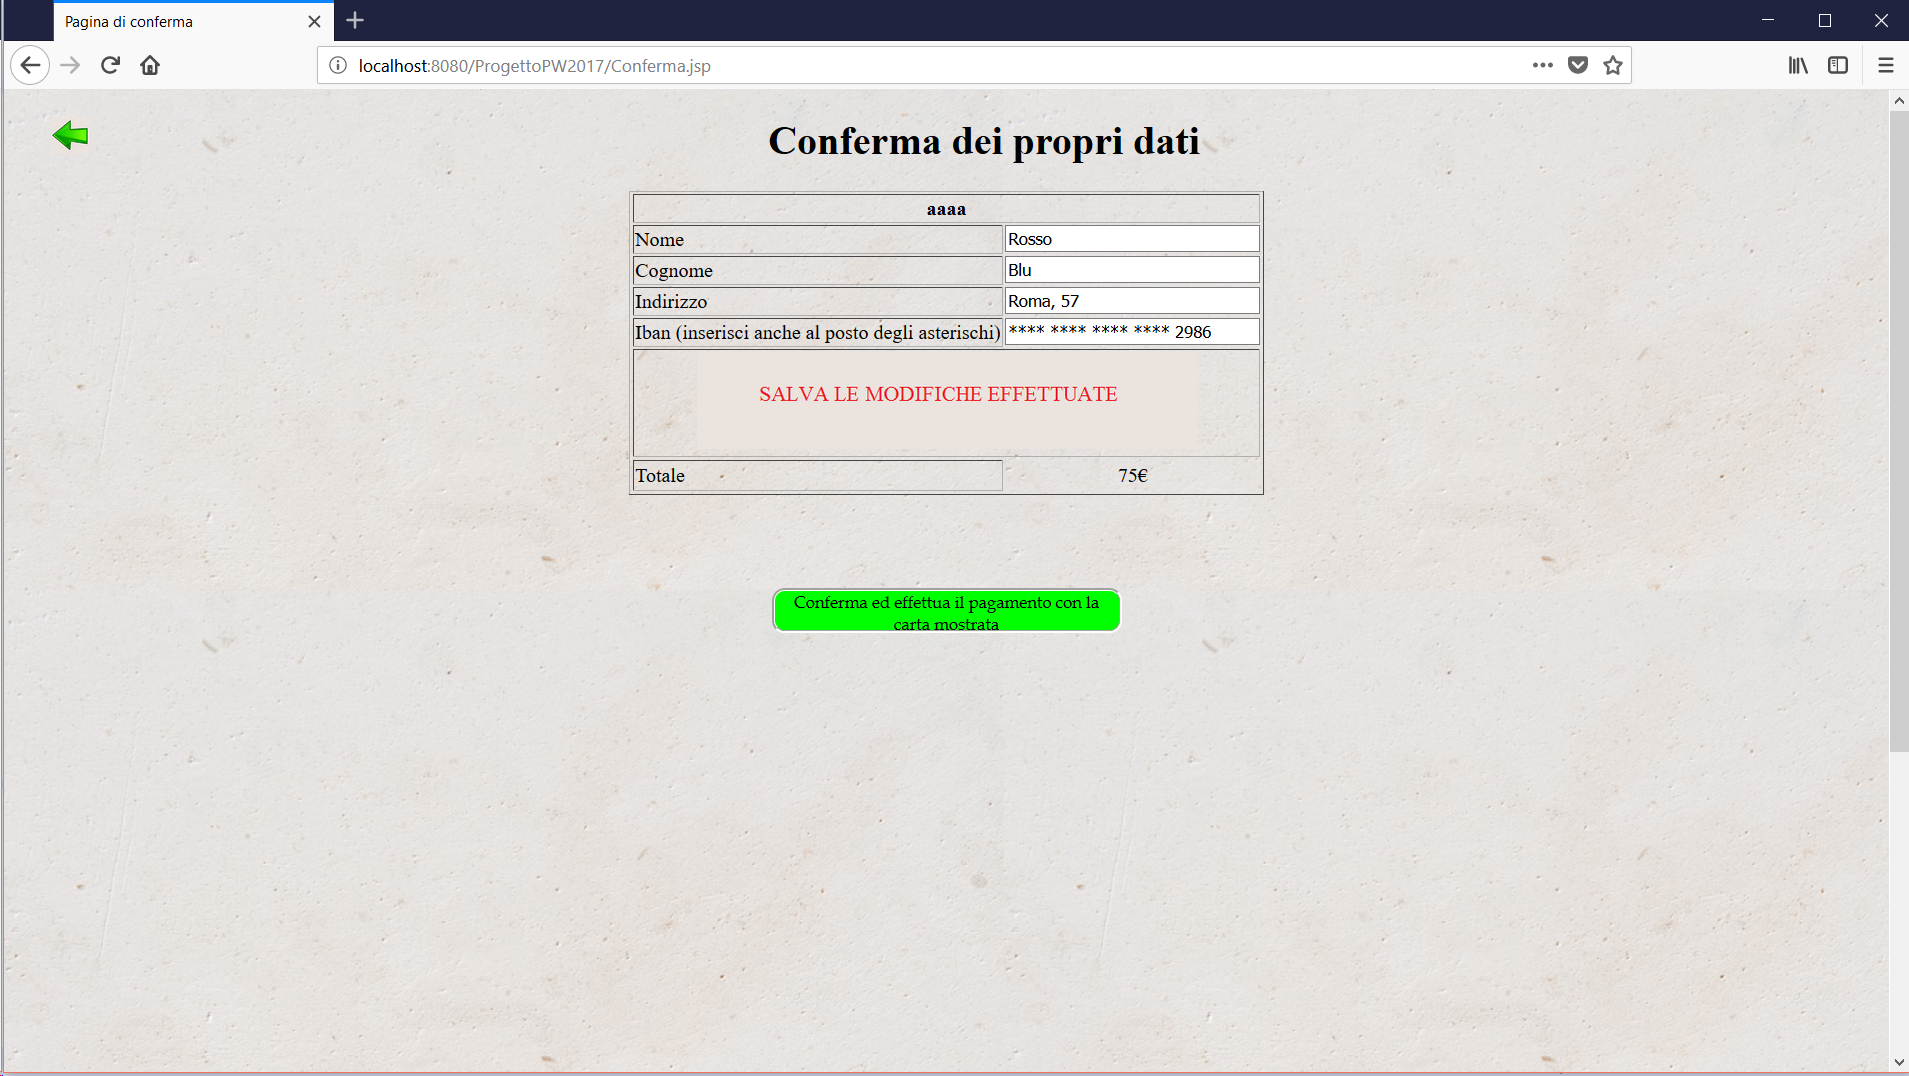 Pagina di conferma
localhost:8080/ProgettoPW2017/Conferma.jsp
Conferma dei propri dati
aaaa
Nome Rosso
Cognome Blu
Indirizzo Roma, 57
Iban (inserisci anche al posto degli asterischi) **** **** **** **** 2986
SALVA LE MODIFICHE EFFETTUATE
Totale 75€
Conferma ed effettua il pagamento con la
carta mostrata